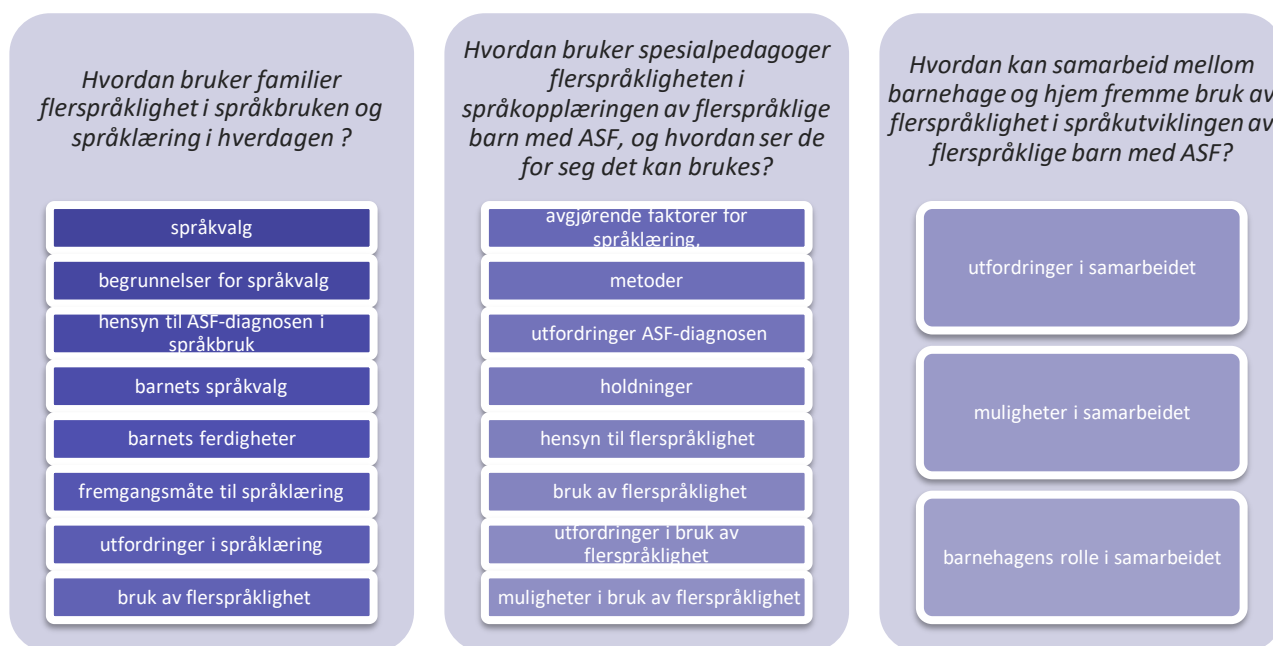 Hvordan bruker familier
flerspråklighet i språkbruken og
språklæring i hverdagen ?
språkvalg
begrunnelser for språkvalg
hensyn til ASF-diagnosen i
språkbruk
barnets språkvalg
barnets ferdigheter
fremgangsmåte til språklæring
utfordringer i språklæring
bruk av flerspråklighet
Hvordan bruker spesialpedagoger
flerspråkligheten i
språkopplæringen av flerspråklige
barn med ASF, og hvordan ser de
for seg det kan brukes?
avgjørende faktorer for
språklæring,
metoder
utfordringer ASF-diagnosen
holdninger
hensyn til flerspråklighet
bruk av flerspråklighet
utfordringer i bruk av
flerspråklighet
muligheter i bruk av flerspråklighet
Hvordan kan samarbeid mellom
barnehage og hjem fremme bruk av
flerspråklighet i språkutviklingen av
flerspråklige barn med ASF?
utfordringer i samarbeidet
muligheter i samarbeidet
barnehagens rolle i samarbeidet